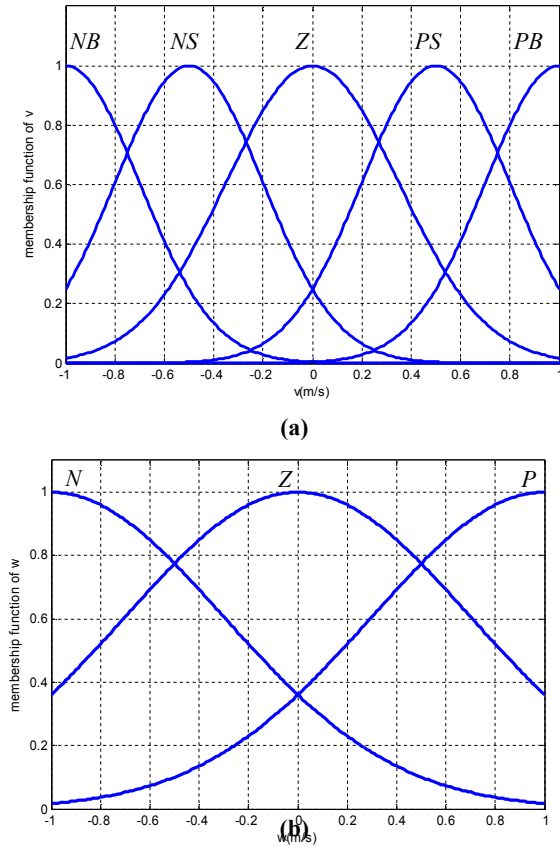 NB NS Z PS PB
1
0.8
0.6
0.4
0.2
0
membership function of v
-1 -0.8 -0.6 -0.4 -0.2 0 0.2 0.4 0.6 0.8 1
v(m/s)
(a)
N Z P
1
0.8
0.6
0.4
0.2
0
membership function of w
-1 -0.8 -0.6 -0.4 -0.2 0 0.2 0.4 0.6 0.8 1
w(m/s)
(b)